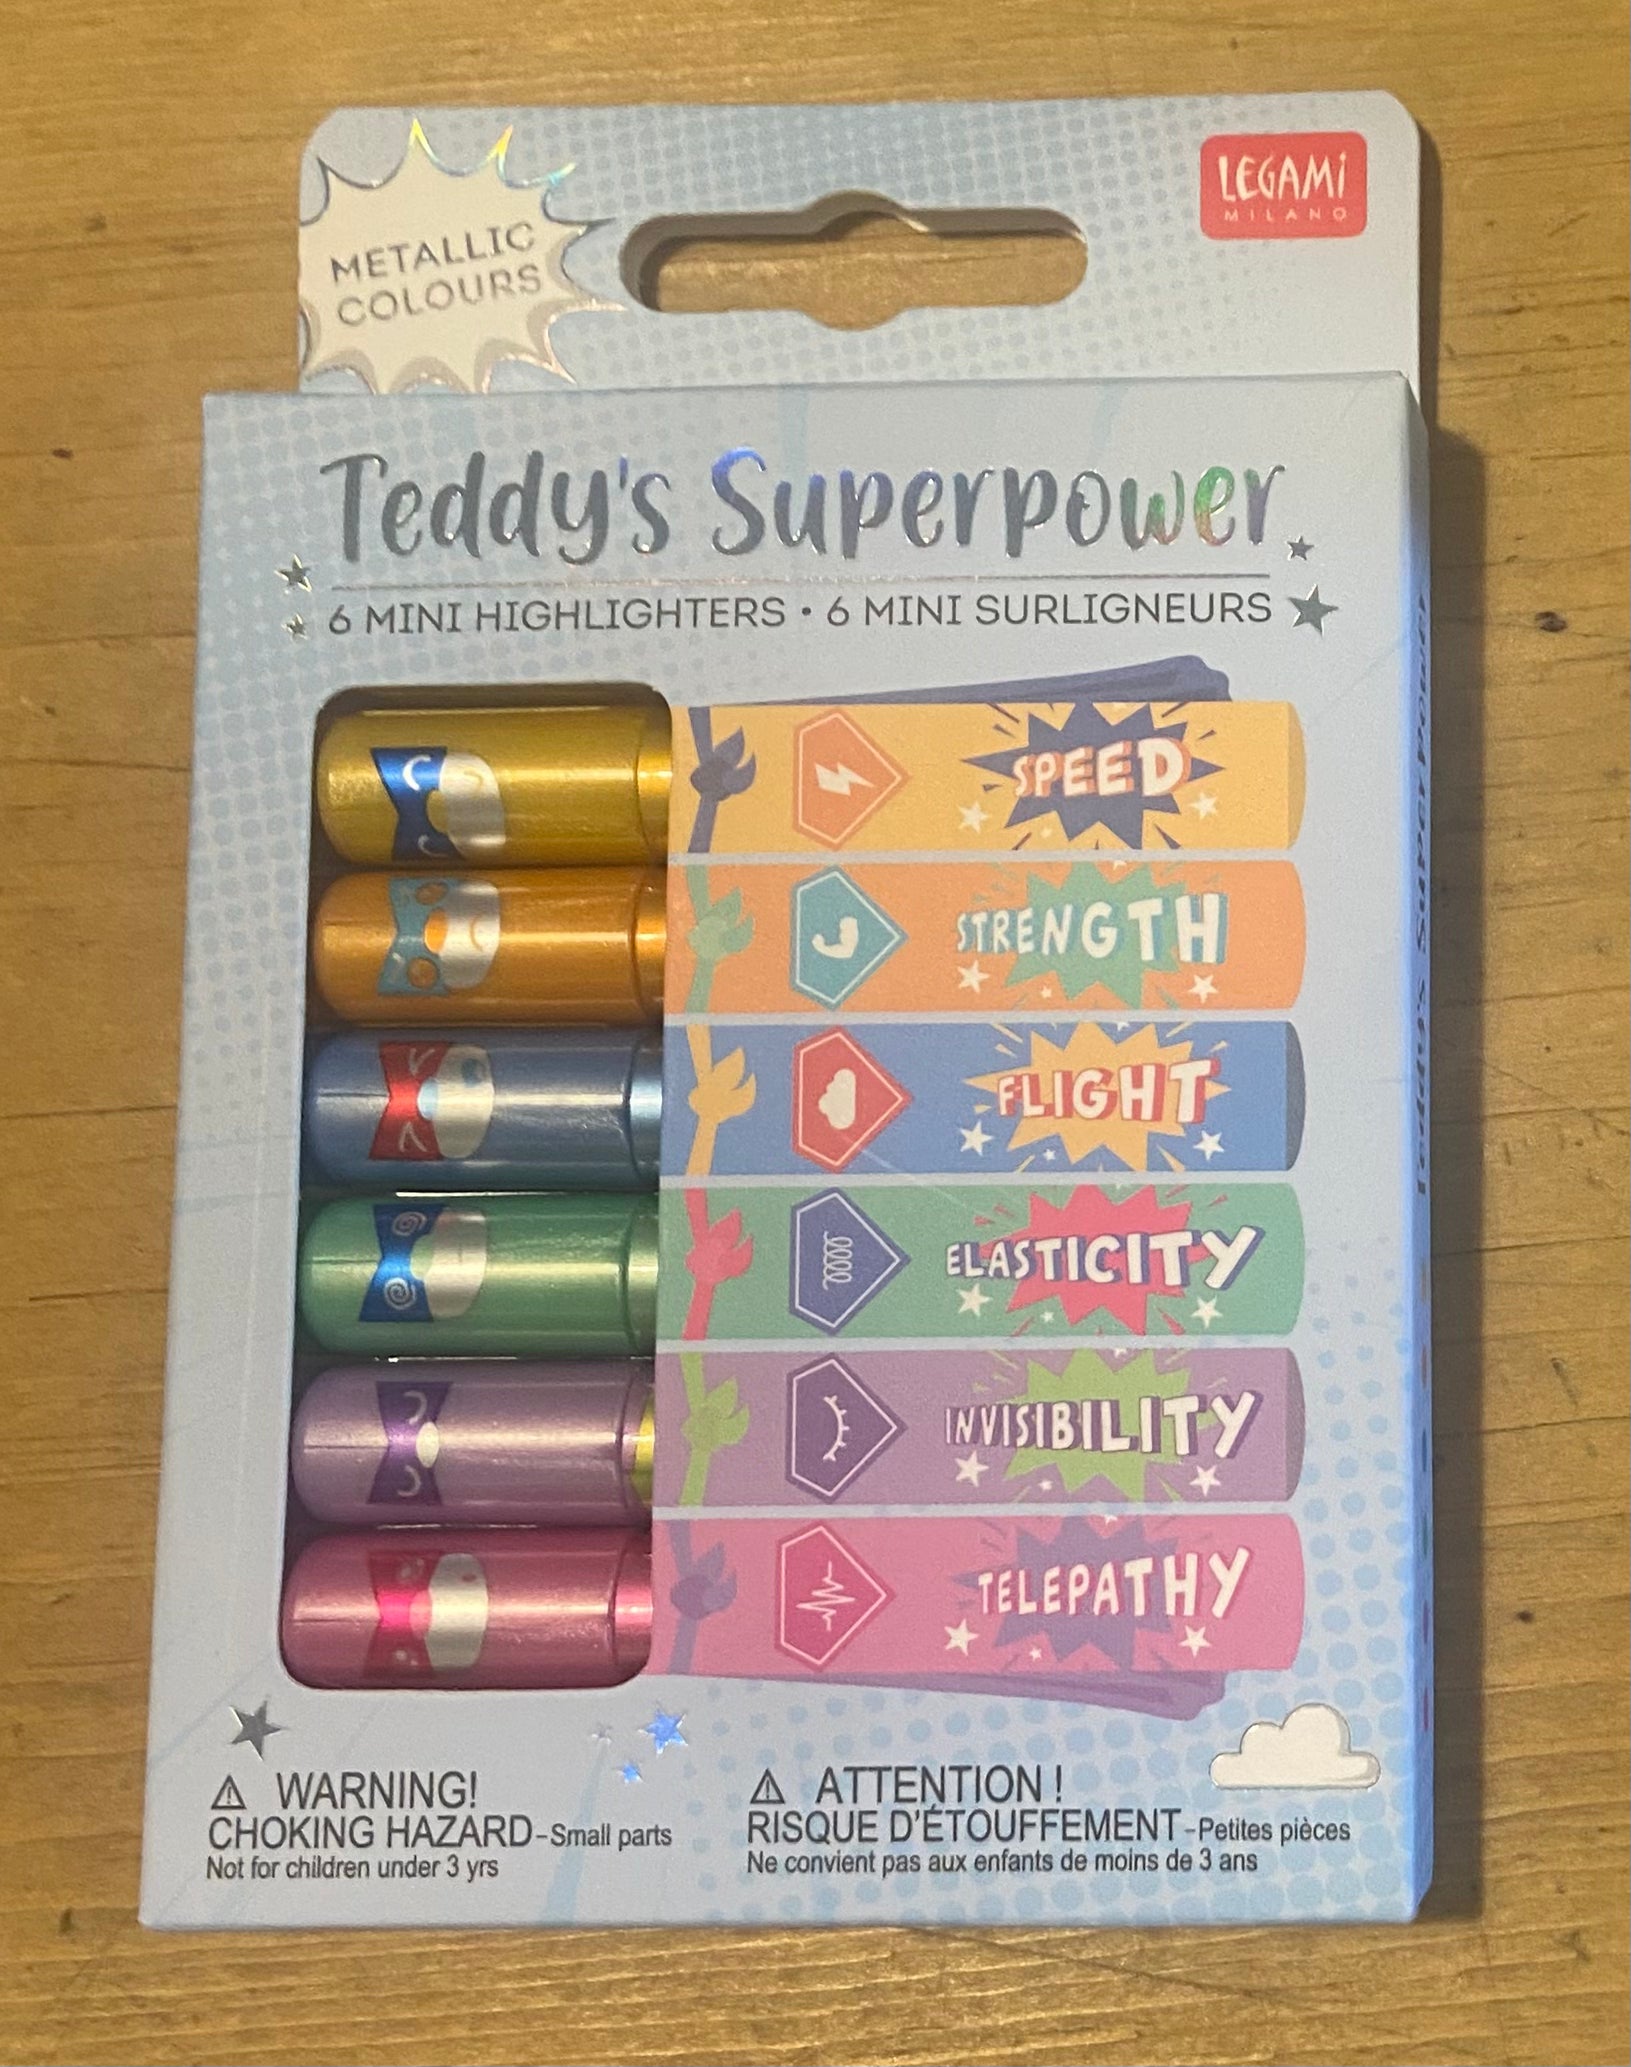 METALLIC
COLOURS
LEGAMI
MILANO
Teddy's Superpower
6 MINI HIGHLIGHTERS • 6 MINI SURLIGNEURS
SPEED
STRENGTH
FLIGHT
ELASTICITY
INVISIBILITY
TELEPATHY
⚠ WARNING!
CHOKING HAZARD-Small parts
Not for children under 3 yrs
⚠ ATTENTION !
RISQUE D'ÉTOUFFEMENT-Petites pièces
Ne convient pas aux enfants de moins de 3 ans
Teddy's Superpower